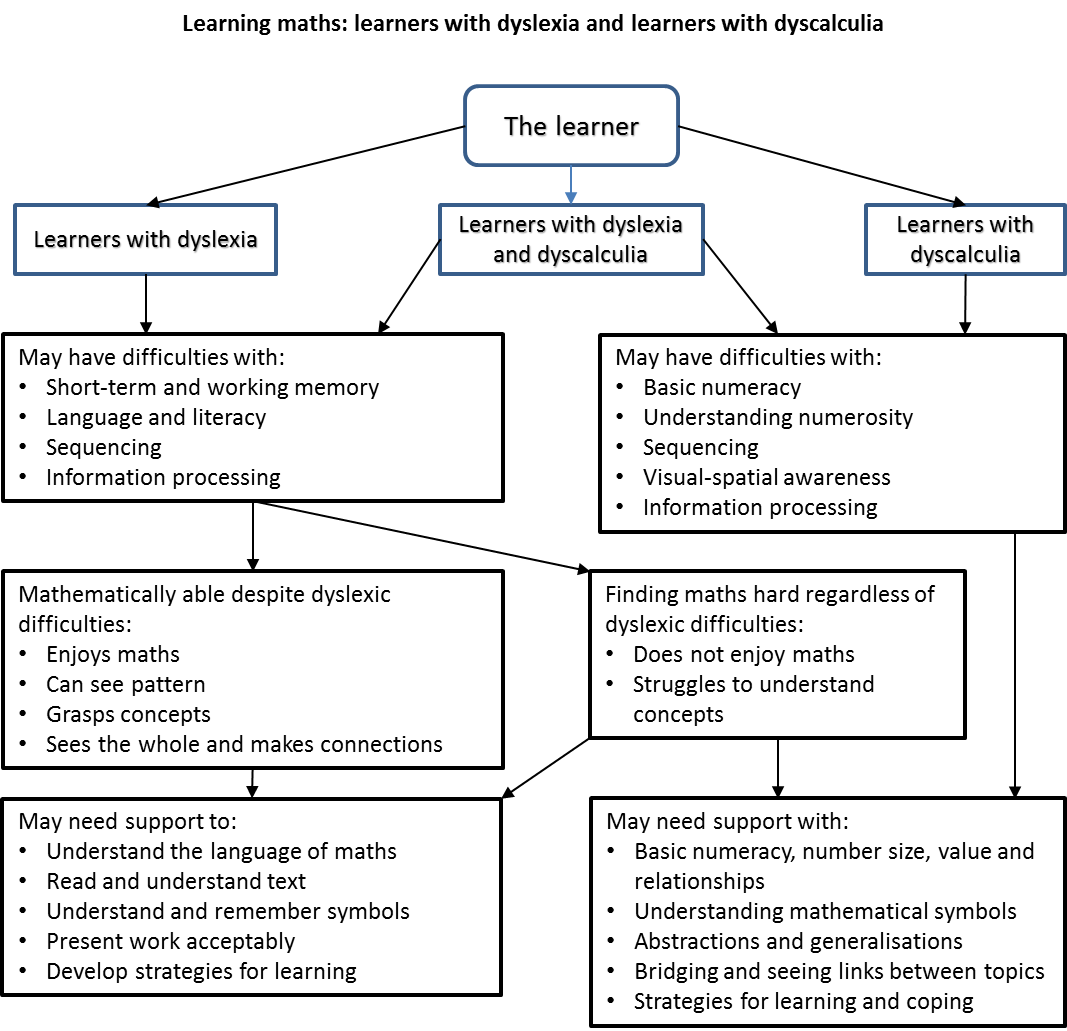 Learning maths: learners with dyslexia and learners with dyscalculia
The learner
Learners with dyslexia
Learners with dyslexia
and dyscalculia
Learners with
dyscalculia
May have difficulties with:
• Short-term and working memory
• Language and literacy
• Sequencing
• Information processing
May have difficulties with:
• Basic numeracy
• Understanding numerosity
• Sequencing
• Visual-spatial awareness
• Information processing
Mathematically able despite dyslexic
difficulties:
• Enjoys maths
• Can see pattern
• Grasps concepts
• Sees the whole and makes connections
Finding maths hard regardless of
dyslexic difficulties:
• Does not enjoy maths
• Struggles to understand
concepts
May need support to:
• Understand the language of maths
• Read and understand text
• Understand and remember symbols
• Present work acceptably
• Develop strategies for learning
May need support with:
• Basic numeracy, number size, value and
relationships
• Understanding mathematical symbols
• Abstractions and generalisations
• Bridging and seeing links between topics
• Strategies for learning and coping